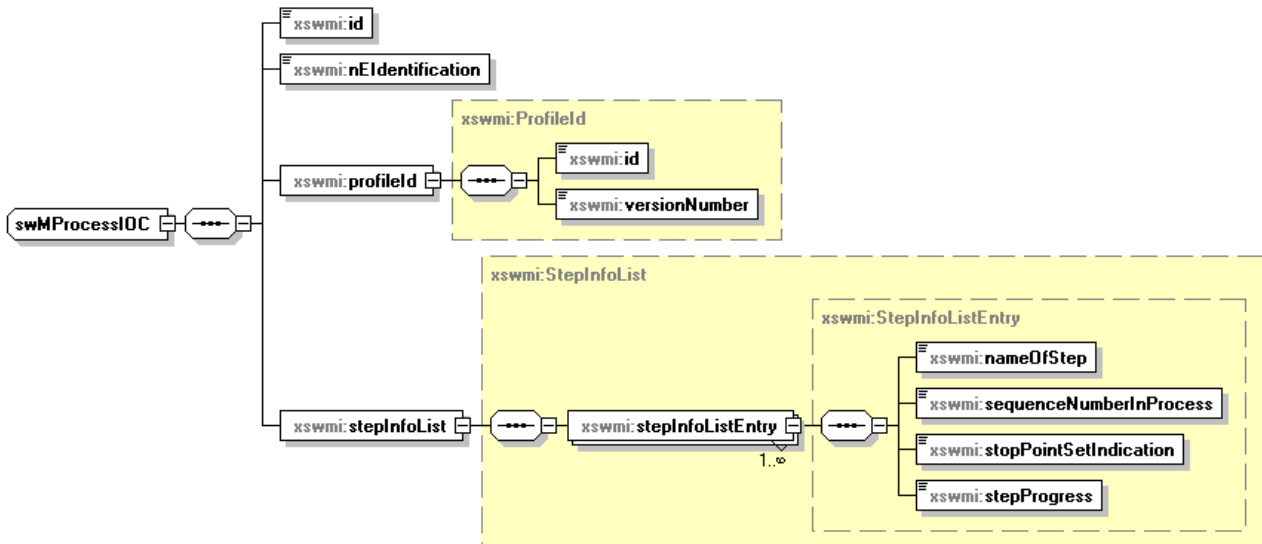 xswmi:id
xswmi:nEIdentification
xswmi:ProfileId
xswmi:id
xswmi:profileId
xswmi:versionNumber
swMProcessIOC
xswmi:StepInfoList
xswmi:StepInfoListEntry
xswmi:nameOfStep
xswmi:sequenceNumberInProcess
xswmi:stepInfoList
xswmi:stepInfoListEntry
xswmi:stopPointSetIndication
xswmi:stepProgress